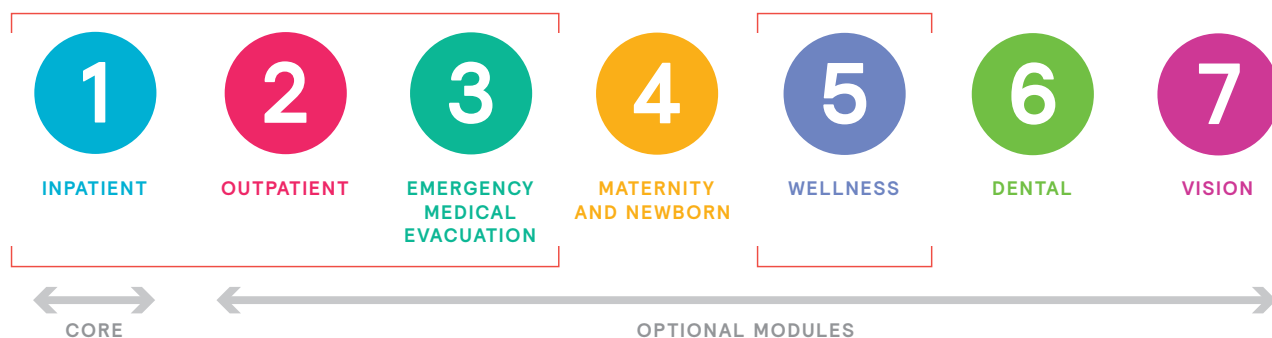 1 2 3 4 5 6 7
INPATIENT OUTPATIENT EMERGENCY MATERNITY WELLNESS DENTAL VISION
MEDICAL AND NEWBORN
EVACUATION
CORE OPTIONAL MODULES